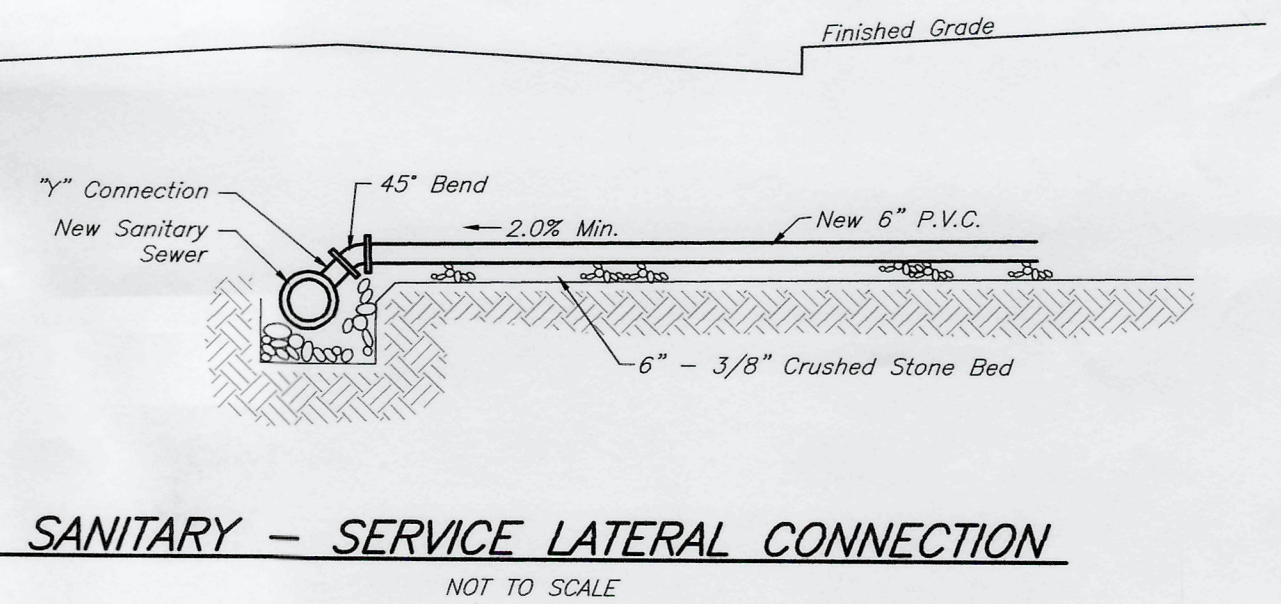 Finished Grade
"Y" Connection
45° Bend
New Sanitary
Sewer
2.0% Min.
New 6" P.V.C.
6" - 3/8" Crushed Stone Bed
SANITARY - SERVICE LATERAL CONNECTION
NOT TO SCALE